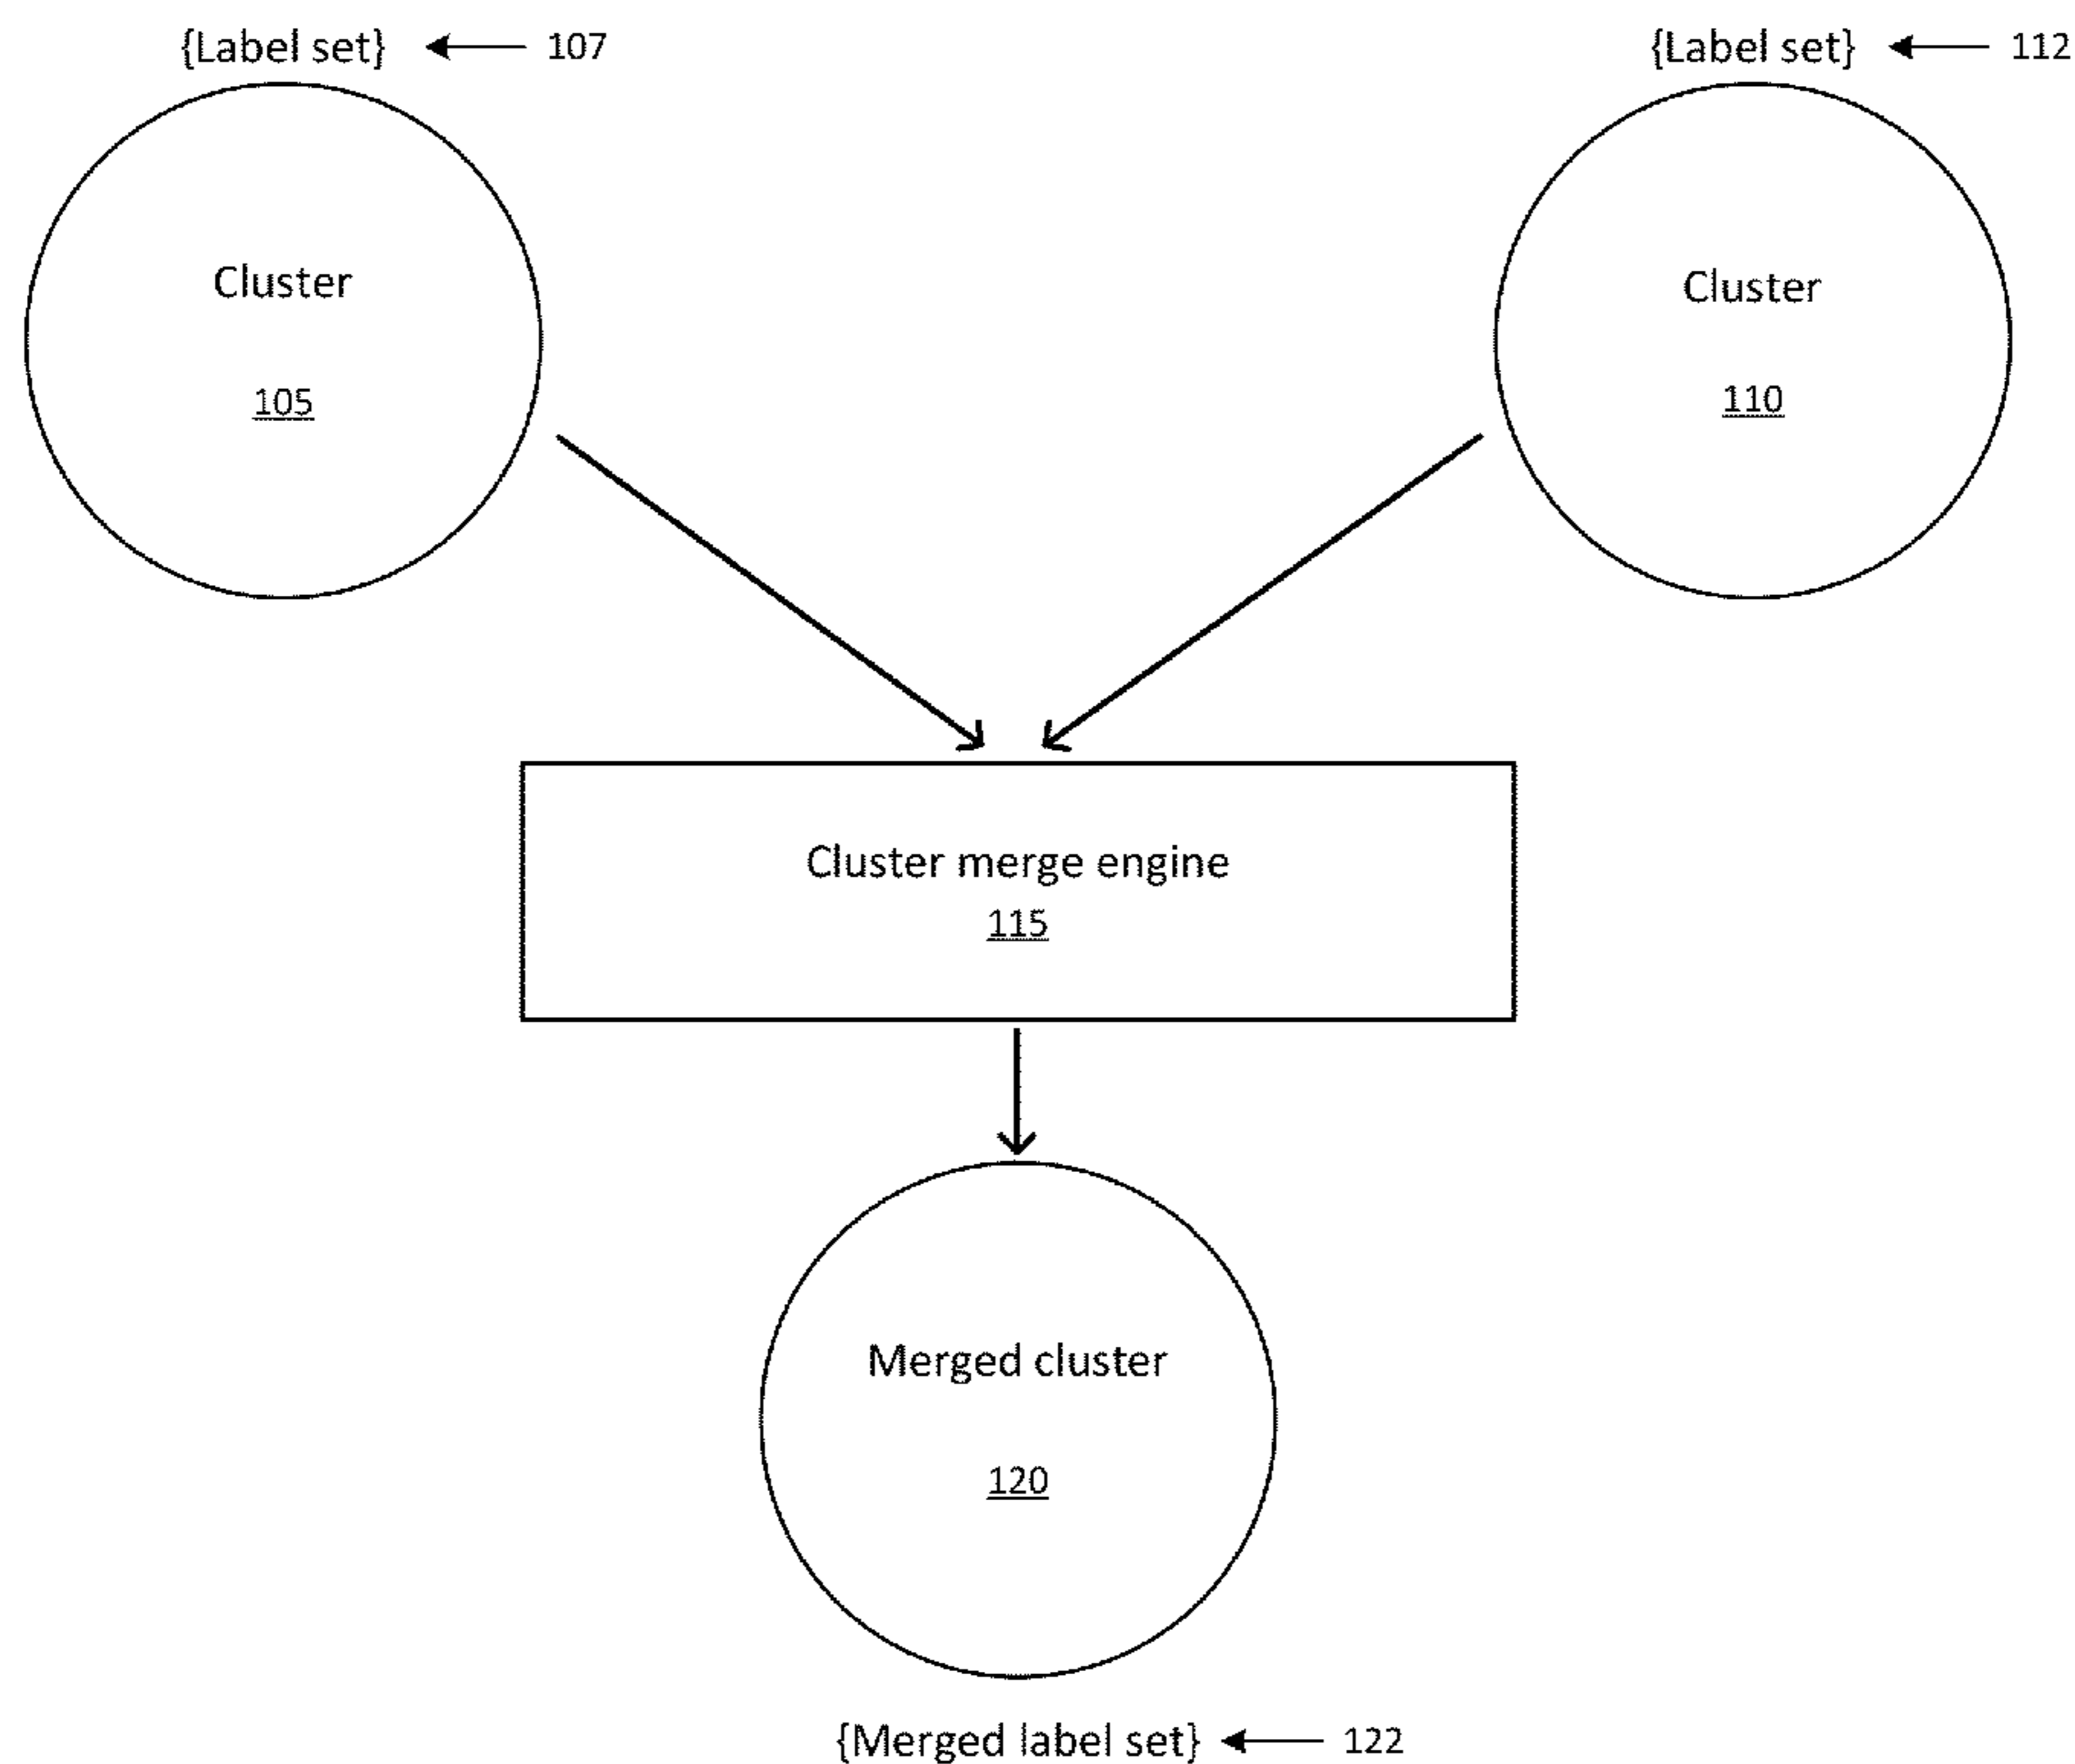 {Label set} 107
{Label set} 112
Cluster
105
Cluster
110
Cluster merge engine
115
Merged cluster
120
{Merged label set} 122